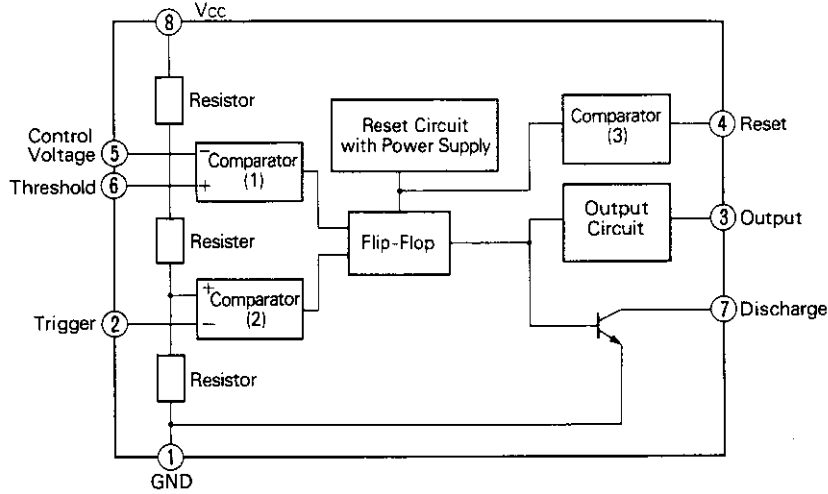 8 Vcc
Resistor
Reset Circuit
with Power Supply
Comparator
(3)
4 Reset
Control
Voltage 5
− Comparator
Threshold 6
+ (1)
Resister
Flip-Flop
Output
Circuit
3 Output
+ Comparator
Trigger 2
− (2)
7 Discharge
Resistor
1
GND